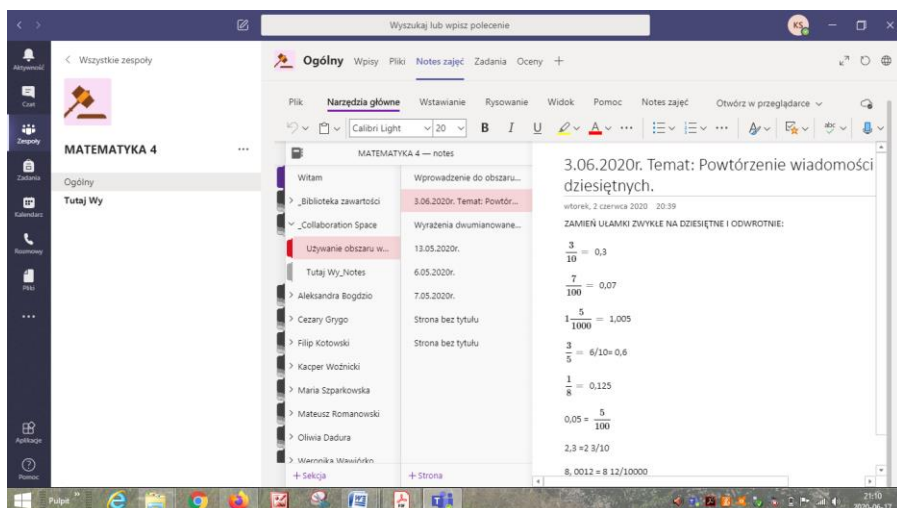 Wyszukaj lub wpisz polecenie
KS
Aktywność
Czat
Zespoły
Zadania
Kalendarz
Rozmowy
Pliki
Aplikacje
Pomoc
Wszystkie zespoły
MATEMATYKA 4
Ogólny
Tutaj Wy
Ogólny Wpisy Pliki Notes zajęć Zadania Oceny +
Plik Narzędzia główne Wstawianie Rysowanie Widok Pomoc Notes zajęć Otwórz w przeglądarce
Calibri Light 20 B I U A abc
MATEMATYKA 4 — notes
Witam
_Biblioteka zawartości
_Collaboration Space
Używanie obszaru w...
Tutaj Wy_Notes
Aleksandra Bogdzio
Cezary Grygo
Filip Kotowski
Kacper Woźnicki
Maria Szparkowska
Mateusz Romanowski
Oliwia Dadura
Weronika Wawiórko
+ Sekcja
Wprowadzenie do obszaru...
3.06.2020r. Temat: Powtór...
Wyrażenia dwumianowane...
13.05.2020r.
6.05.2020r.
7.05.2020r.
Strona bez tytułu
Strona bez tytułu
+ Strona
3.06.2020r. Temat: Powtórzenie wiadomości
dziesiętnych.
wtorek, 2 czerwca 2020 20:39
ZAMIEŃ UŁAMKI ZWYKŁE NA DZIESIĘTNE I ODWROTNIE:
3/10 = 0,3
7/100 = 0,07
1 5/1000 = 1,005
3/5 = 6/10= 0,6
1/8 = 0,125
0,05 = 5/100
2,3 =2 3/10
8, 0012 = 8 12/10000
Pulpit
21:10
2020-06-17